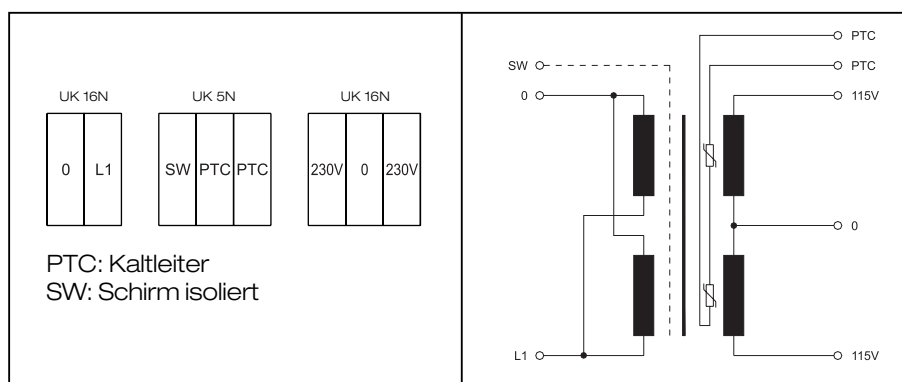 UK 16N UK 5N UK 16N
0 L1 SW PTC PTC 230V 0 230V
PTC: Kaltleiter
SW: Schirm isoliert
PTC
SW PTC
0 115V
0
L1 115V